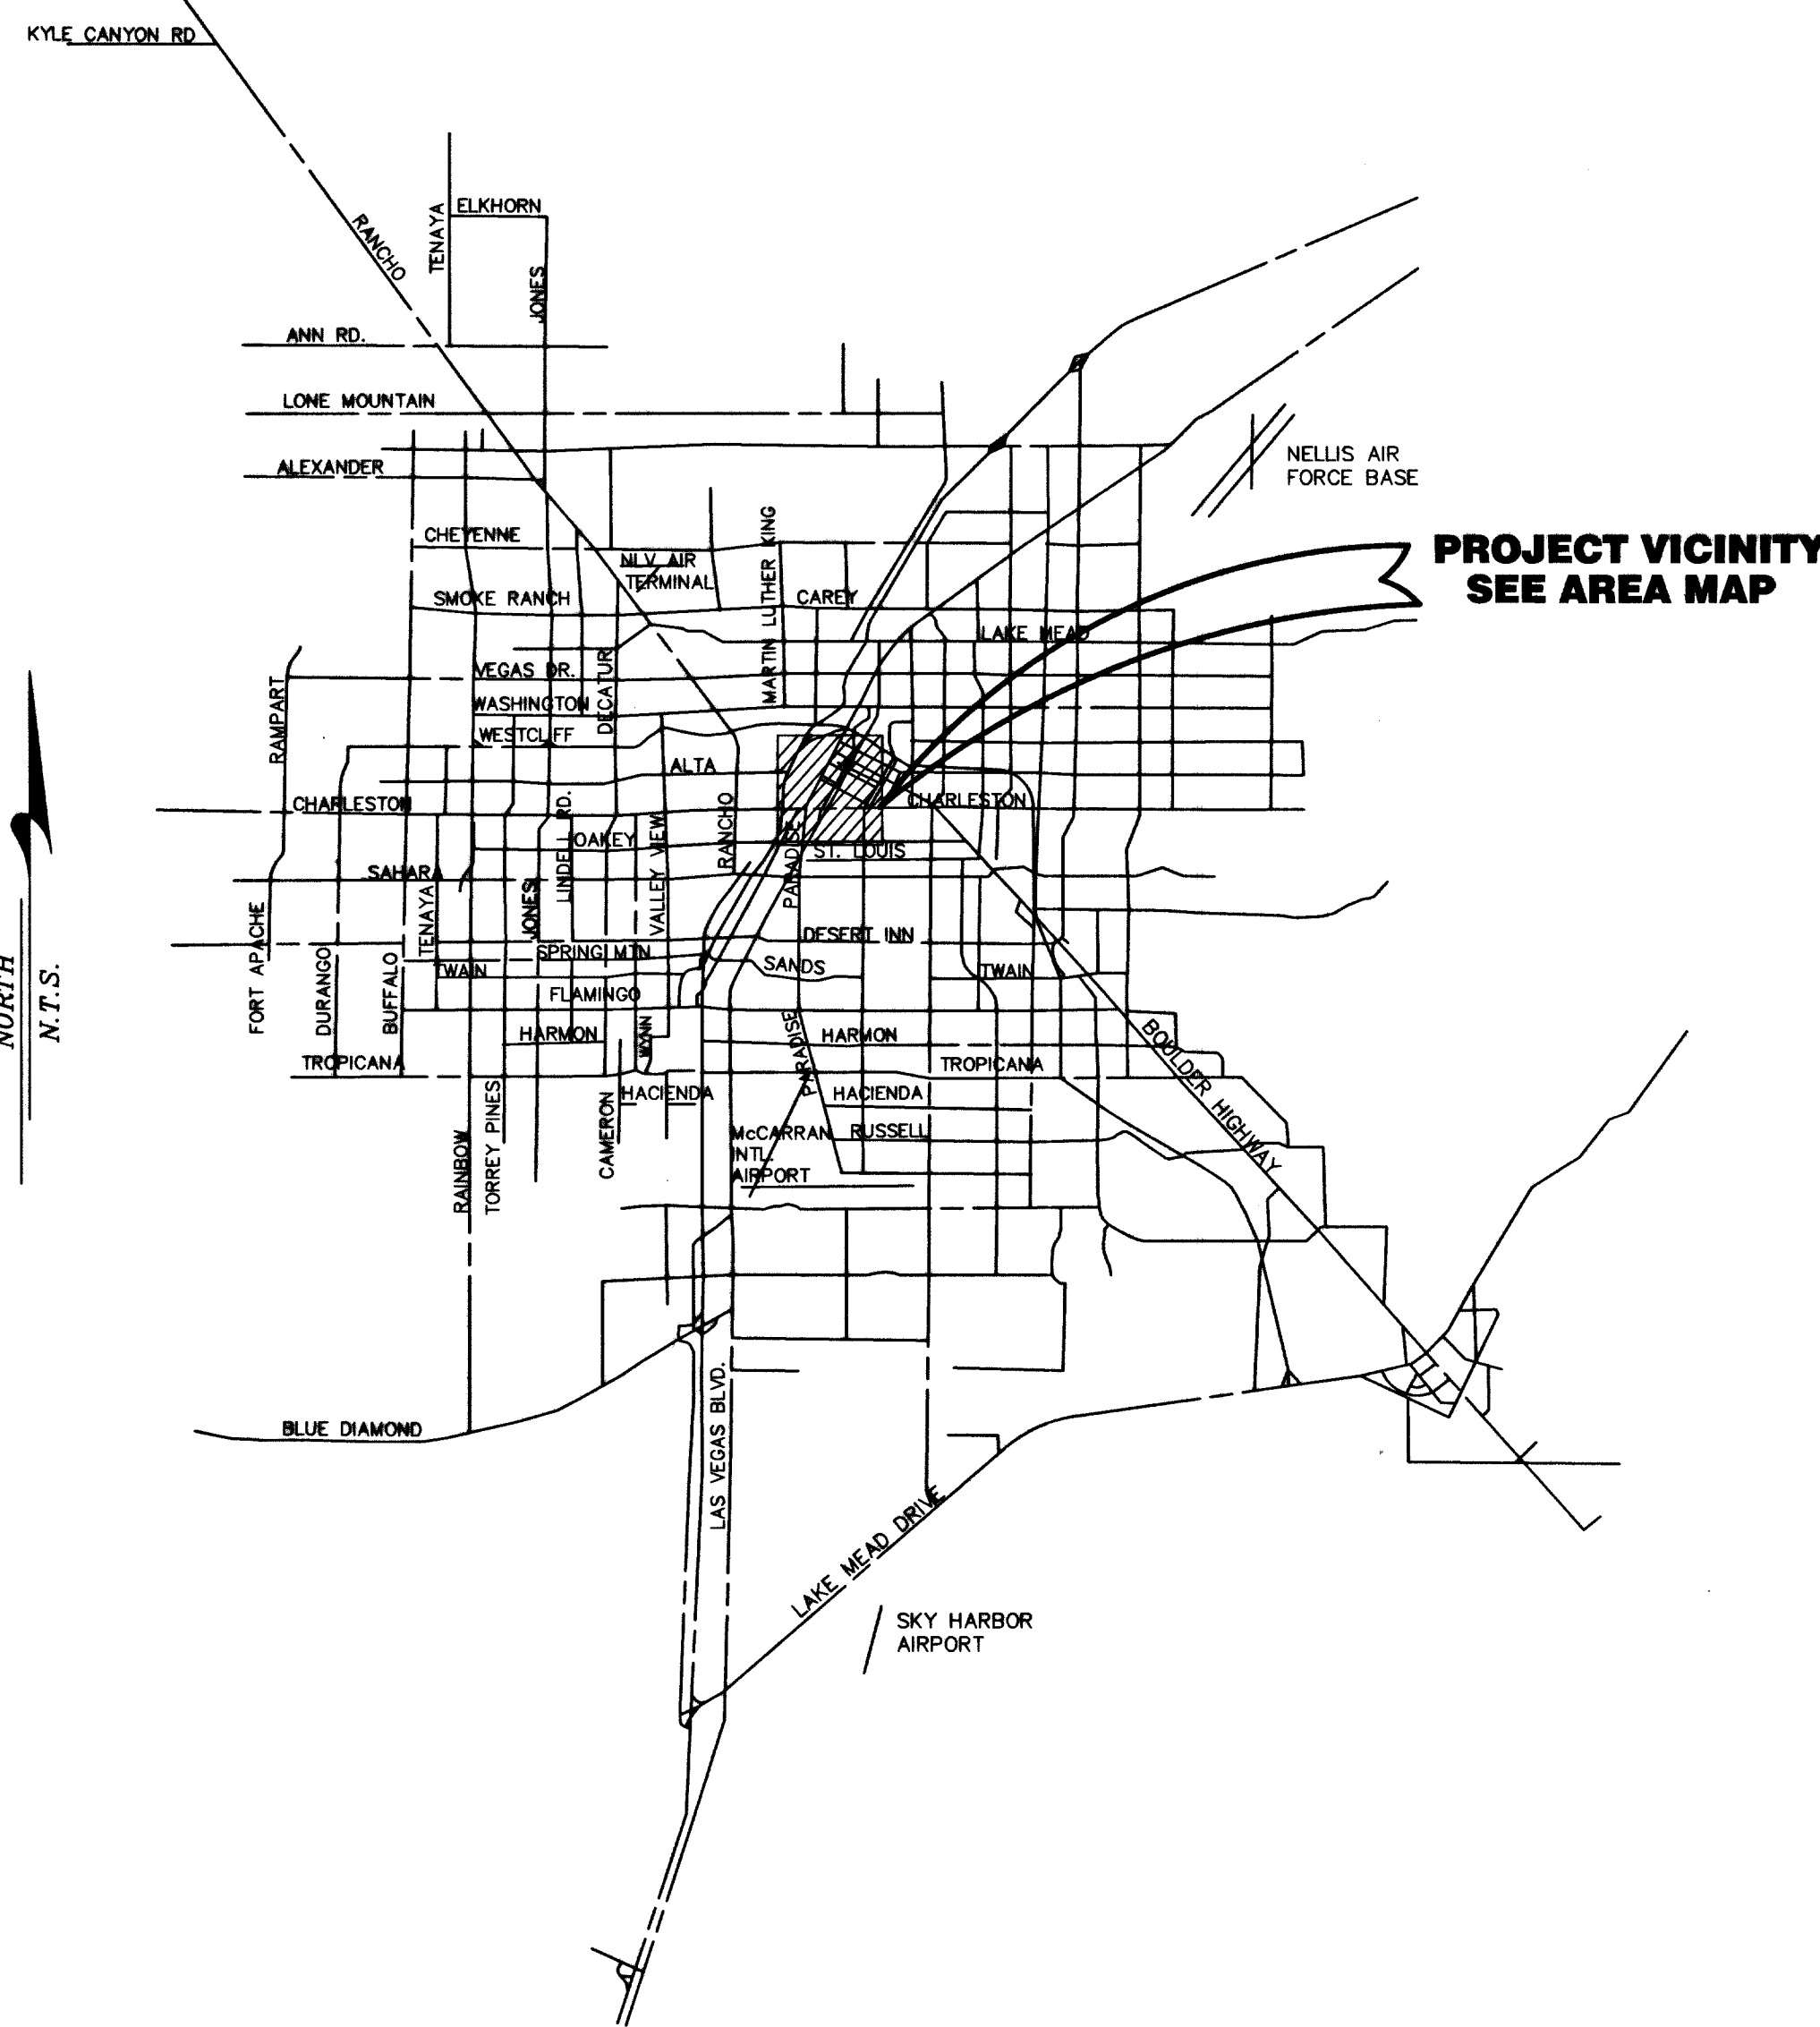 KYLE CANYON RD
RANCHO
TENAYA
ELKHORN
JONES
ANN RD.
LONE MOUNTAIN
ALEXANDER
NELLIS AIR
FORCE BASE
CHEYENNE
MARTIN LUTHER KING
PROJECT VICINITY
SEE AREA MAP
NLV AIR
TERMINAL
SMOKE RANCH
CAREY
LAKE MEAD
VEGAS DR.
DECATUR
RAMPART
WASHINGTON
WESTCLIFF
ALTA
CHARLESTON
CHARLESTON
LINDELL RD.
OAKEY
VALLEY VIEW
RANCHO
PARADISE
ST. LOUIS
SAHARA
TENAYA
JONES
FORT APACHE
DURANGO
BUFFALO
DESERT INN
SPRING MTN.
SANDS
TWAIN
TWAIN
FLAMINGO
NORTH
N.T.S.
HARMON
WYNN
PARADISE
HARMON
BOULDER HIGHWAY
TROPICANA
TROPICANA
HACIENDA
HACIENDA
RAINBOW
TORREY PINES
CAMERON
McCARRAN
INTL.
AIRPORT
RUSSELL
BLUE DIAMOND
LAS VEGAS BLVD.
LAKE MEAD DRIVE
SKY HARBOR
AIRPORT